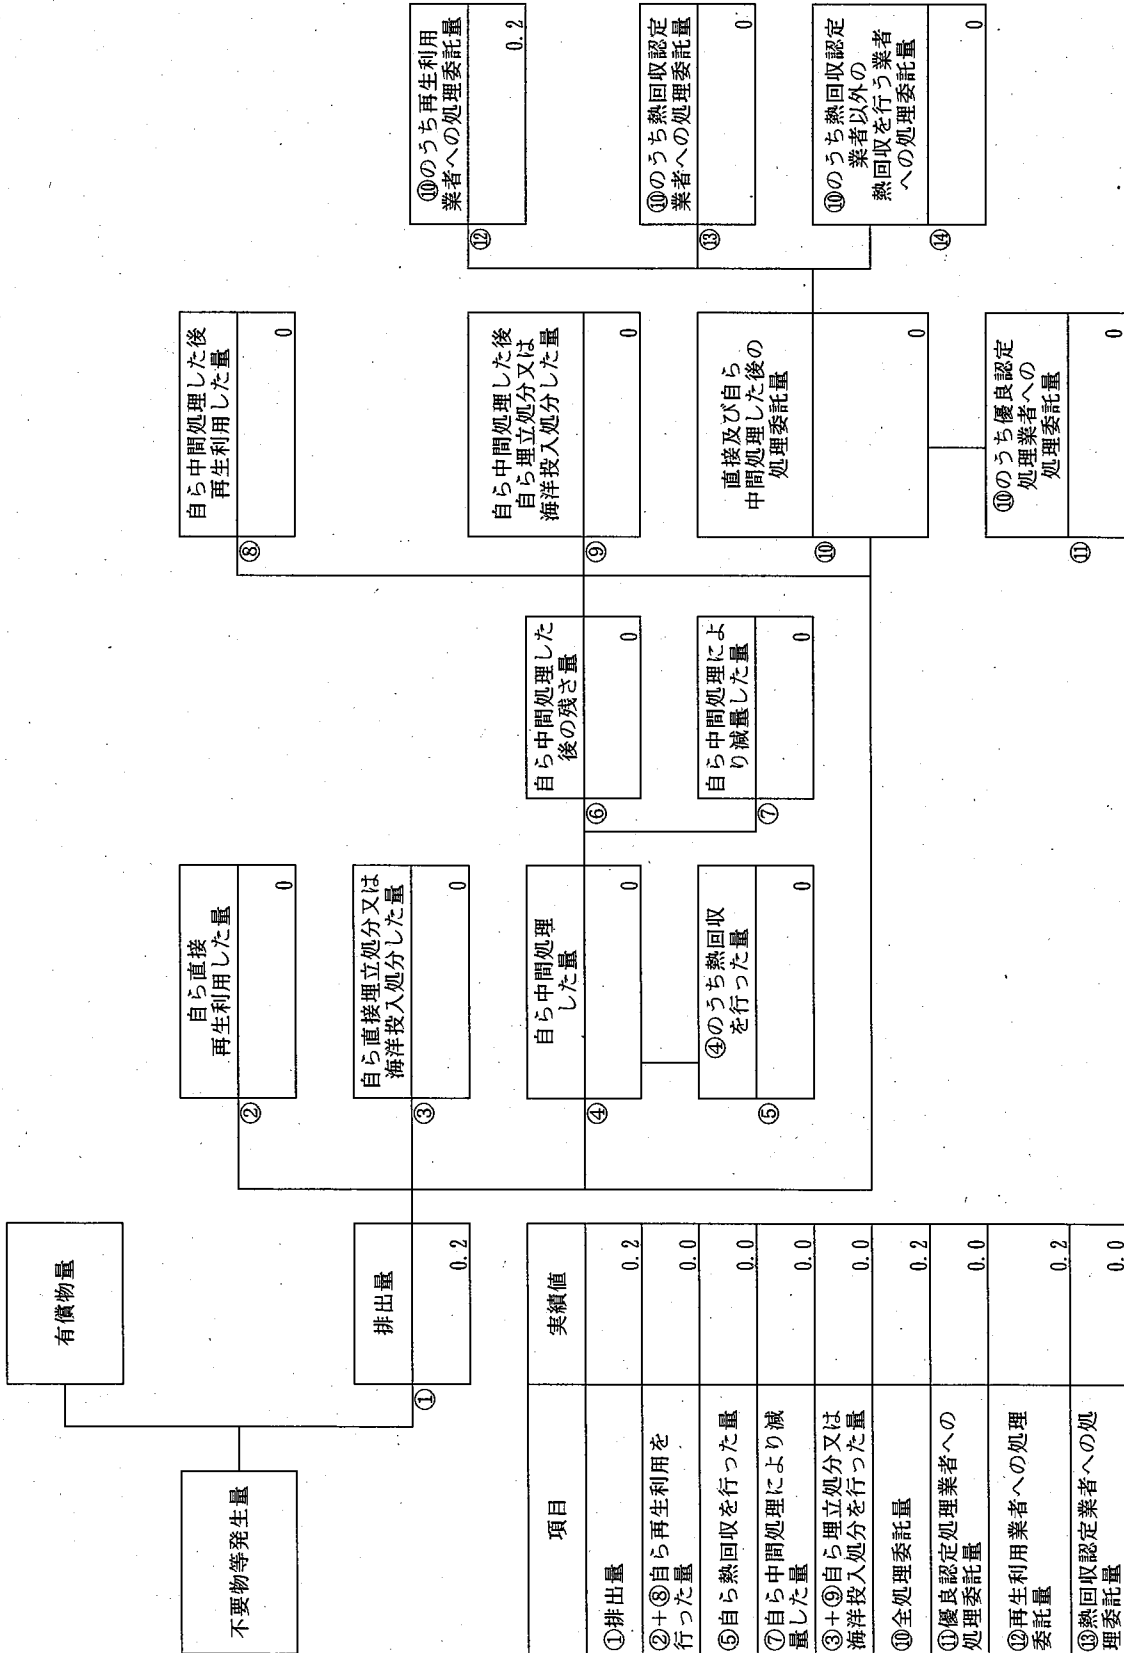 不要物等発生量
有償物量
排出量
①
0.2
自ら直接
再生利用した量
②
0
自ら直接埋立処分又は
海洋投入処分した量
③
0
自ら中間処理
した量
④
0
④のうち熱回収
を行った量
⑤
0
自ら中間処理した
後の残さ量
⑥
0
自ら中間処理によ
り減量した量
⑦
0
自ら中間処理した後
再生利用した量
⑧
0
自ら中間処理した後
自ら埋立処分又は
海洋投入処分した量
⑨
0
直接及び自ら
中間処理した後の
処理委託量
⑩
0
⑩のうち優良認定
処理業者への
処理委託量
⑪
0
⑩のうち再生利用
業者への処理委託量
⑫
0.2
⑩のうち熱回収認定
業者への処理委託量
⑬
0
⑩のうち熱回収認定
業者以外の
熱回収を行う業者
への処理委託量
⑭
0
項目 実績値
①排出量 0.2
②+⑧自ら再生利用を
行った量 0.0
⑤自ら熱回収を行った量 0.0
⑦自ら中間処理により減
量した量 0.0
③+⑨自ら埋立処分又は
海洋投入処分を行った量 0.0
⑩全処理委託量 0.2
⑪優良認定処理業者への
処理委託量 0.0
⑫再生利用業者への処理
委託量 0.2
⑬熱回収認定業者への処
理委託量 0.0